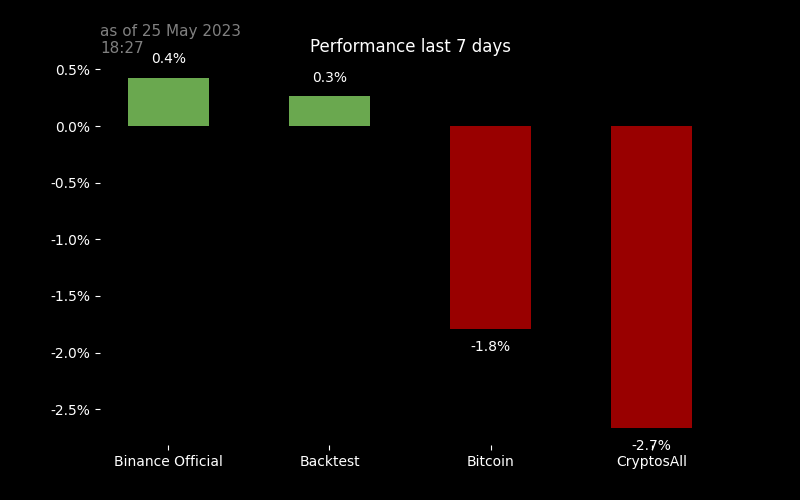 as of 25 May 2023
18:27
Performance last 7 days
0.4%
0.3%
0.5%
0.0%
-0.5%
-1.0%
-1.5%
-1.8%
-2.0%
-2.5%
-2.7%
Binance Official
Backtest
Bitcoin
CryptosAll